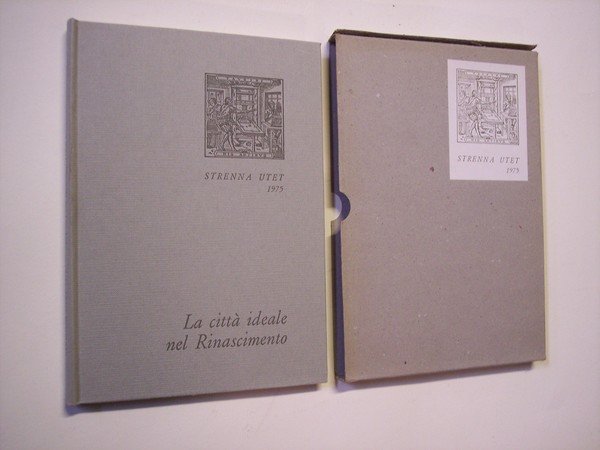 STRENNA UTET
1975
La città ideale
nel Rinascimento
STRENNA UTET
1975